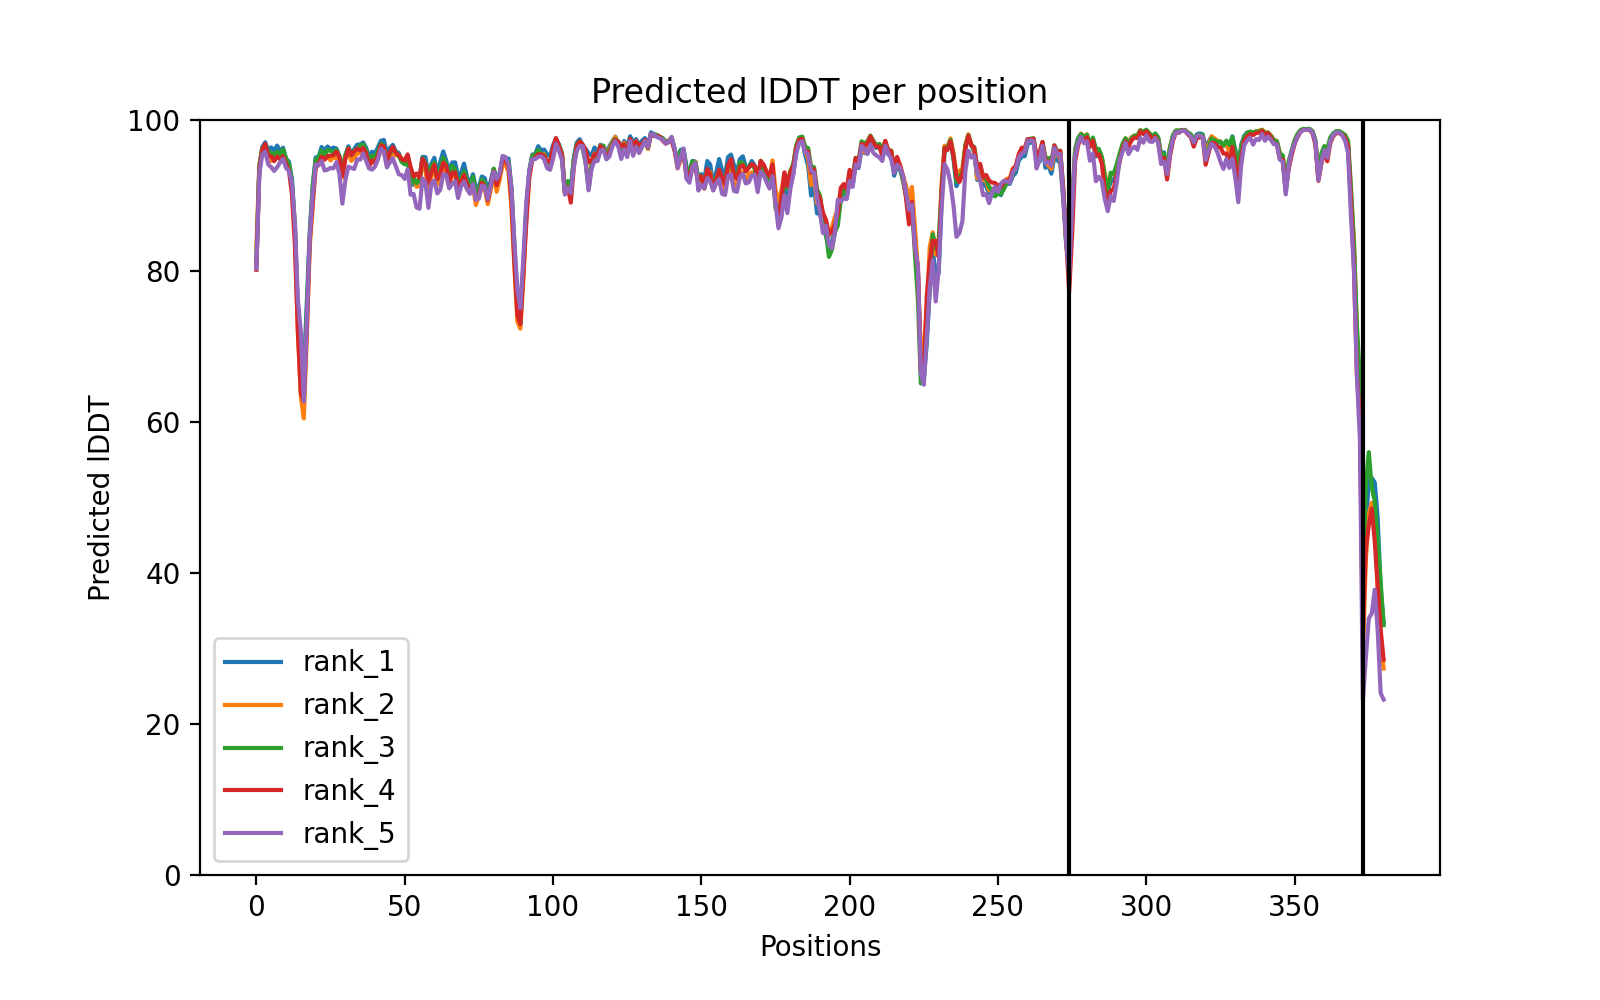 Predicted lDDT per position
Predicted lDDT
100
80
60
40
20
0
rank_1
rank_2
rank_3
rank_4
rank_5
0 50 100 150 200 250 300 350
Positions